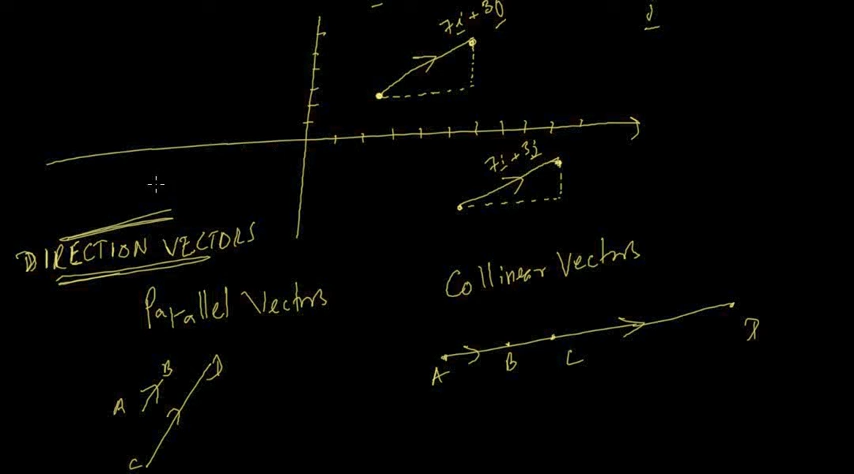 7i + 3j
7i + 3j
DIRECTION VECTORS
Parallel Vectors
Collinear Vectors
A B C D
A B
C D